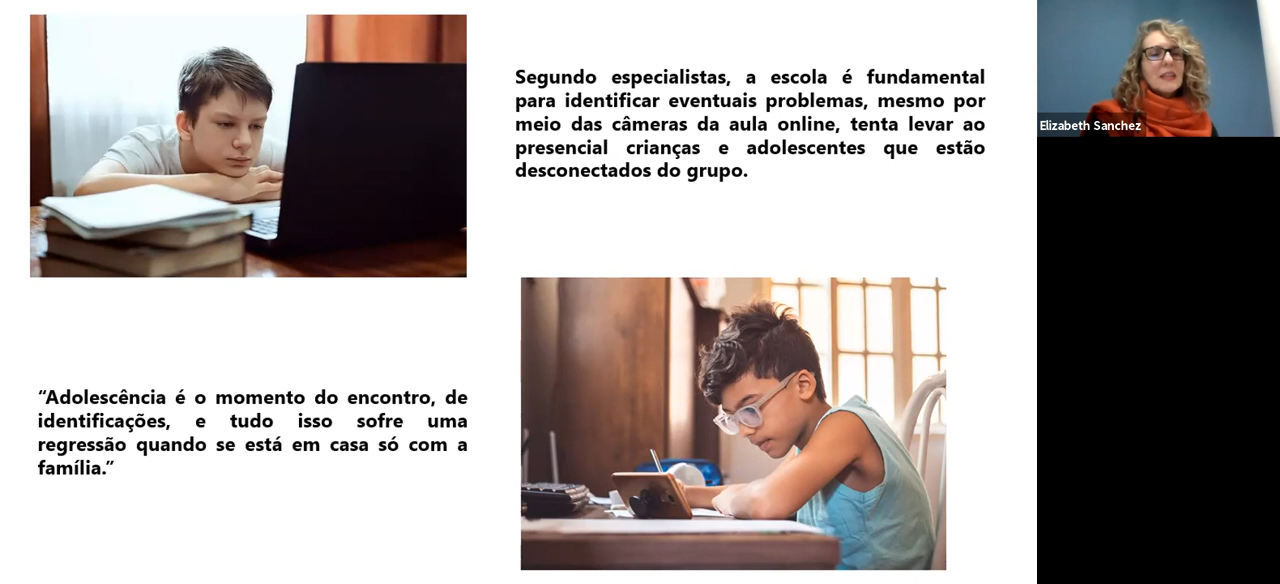 Segundo especialistas, a escola é fundamental
para identificar eventuais problemas, mesmo por
meio das câmeras da aula online, tenta levar ao
presencial crianças e adolescentes que estão
desconectados do grupo.
Elizabeth Sanchez
“Adolescência é o momento do encontro, de
identificações, e tudo isso sofre uma
regressão quando se está em casa só com a
família.”